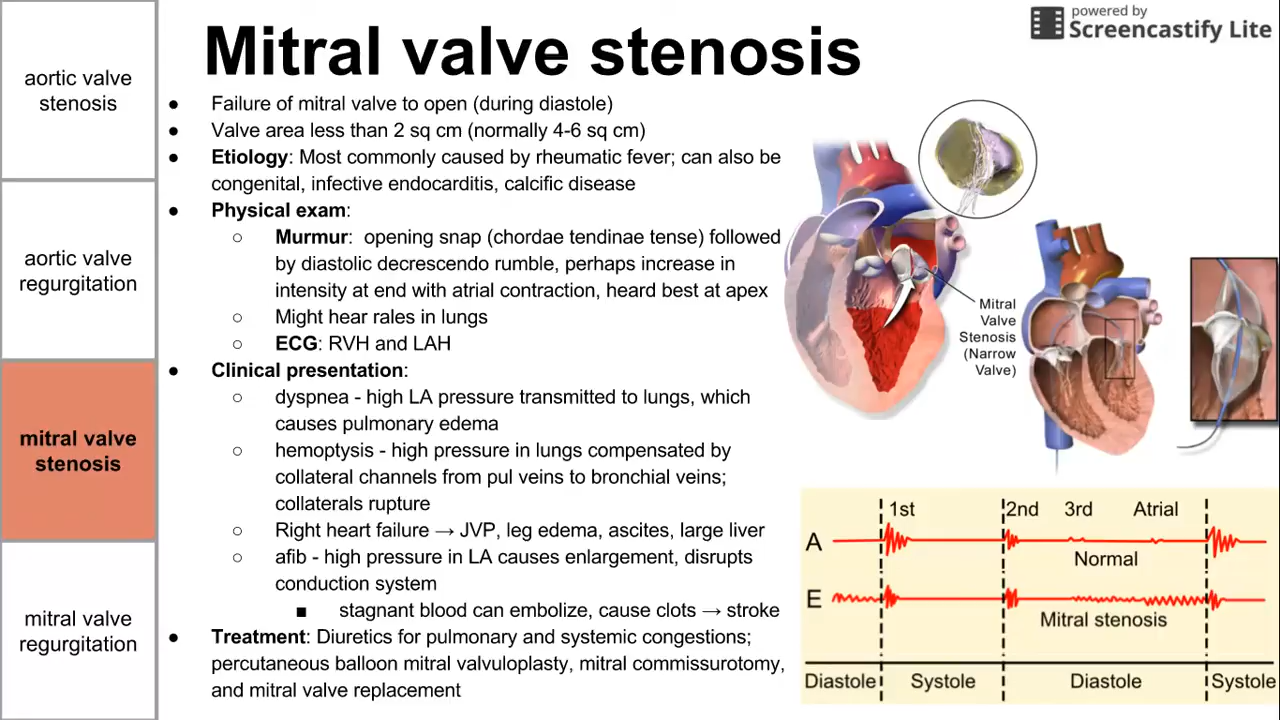 powered by
Screencastify Lite
Mitral valve stenosis
aortic valve
stenosis
aortic valve
regurgitation
mitral valve
stenosis
mitral valve
regurgitation
● Failure of mitral valve to open (during diastole)
● Valve area less than 2 sq cm (normally 4-6 sq cm)
● Etiology: Most commonly caused by rheumatic fever; can also be
congenital, infective endocarditis, calcific disease
● Physical exam:
○ Murmur: opening snap (chordae tendinae tense) followed
by diastolic decrescendo rumble, perhaps increase in
intensity at end with atrial contraction, heard best at apex
○ Might hear rales in lungs
○ ECG: RVH and LAH
● Clinical presentation:
○ dyspnea - high LA pressure transmitted to lungs, which
causes pulmonary edema
○ hemoptysis - high pressure in lungs compensated by
collateral channels from pul veins to bronchial veins;
collaterals rupture
○ Right heart failure → JVP, leg edema, ascites, large liver
○ afib - high pressure in LA causes enlargement, disrupts
conduction system
■ stagnant blood can embolize, cause clots → stroke
● Treatment: Diuretics for pulmonary and systemic congestions;
percutaneous balloon mitral valvuloplasty, mitral commissurotomy,
and mitral valve replacement
Mitral
Valve
Stenosis
(Narrow
Valve)
1st 2nd 3rd Atrial
A
Normal
E
Mitral stenosis
Diastole Systole Diastole Systole